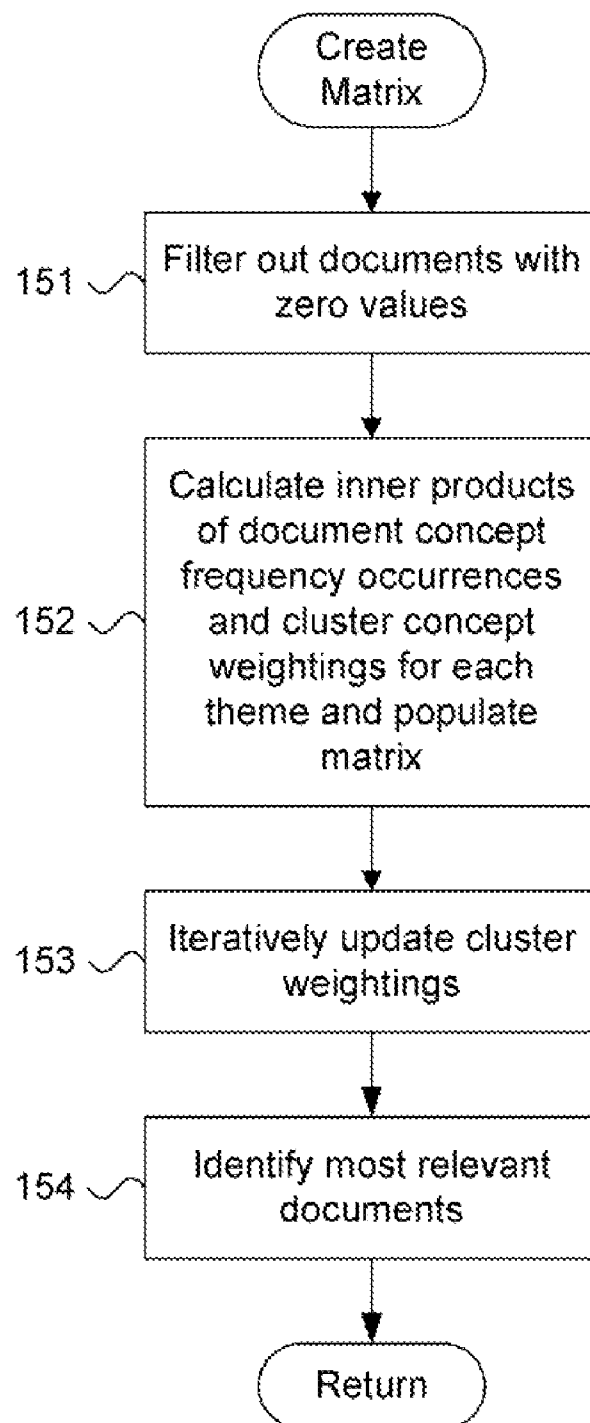 Create
Matrix
151
Filter out documents with
zero values
152
Calculate inner products
of document concept
frequency occurrences
and cluster concept
weightings for each
theme and populate
matrix
153
Iteratively update cluster
weightings
154
Identify most relevant
documents
Return